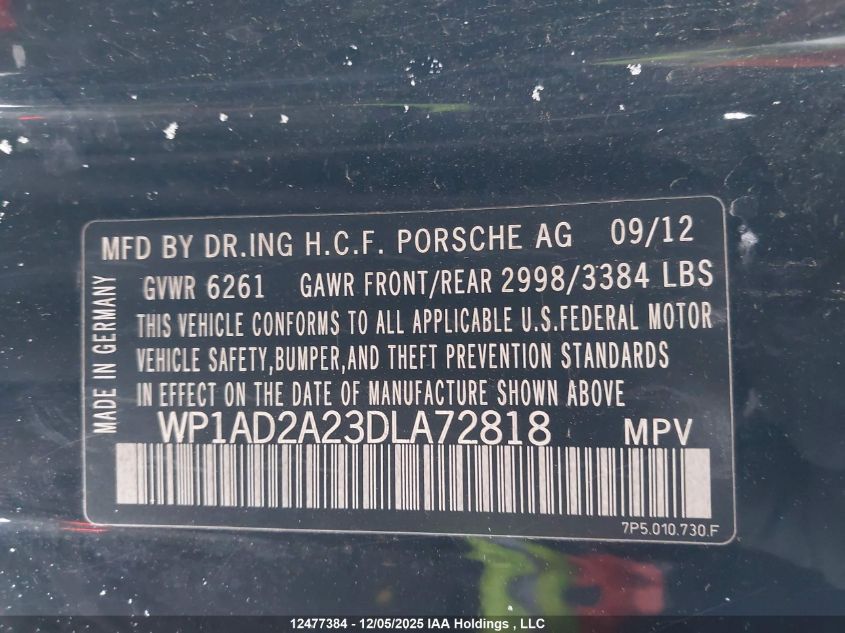 MFD BY DR.ING H.C.F. PORSCHE AG 09/12
GVWR 6261 GAWR FRONT/REAR 2998/3384 LBS
THIS VEHICLE CONFORMS TO ALL APPLICABLE U.S.FEDERAL MOTOR
VEHICLE SAFETY,BUMPER,AND THEFT PREVENTION STANDARDS
IN EFFECT ON THE DATE OF MANUFACTURE SHOWN ABOVE
WP1AD2A23DLA72818 MPV
MADE IN GERMANY
7P5.010.730.F
12477384 - 12/05/2025 IAA Holdings , LLC